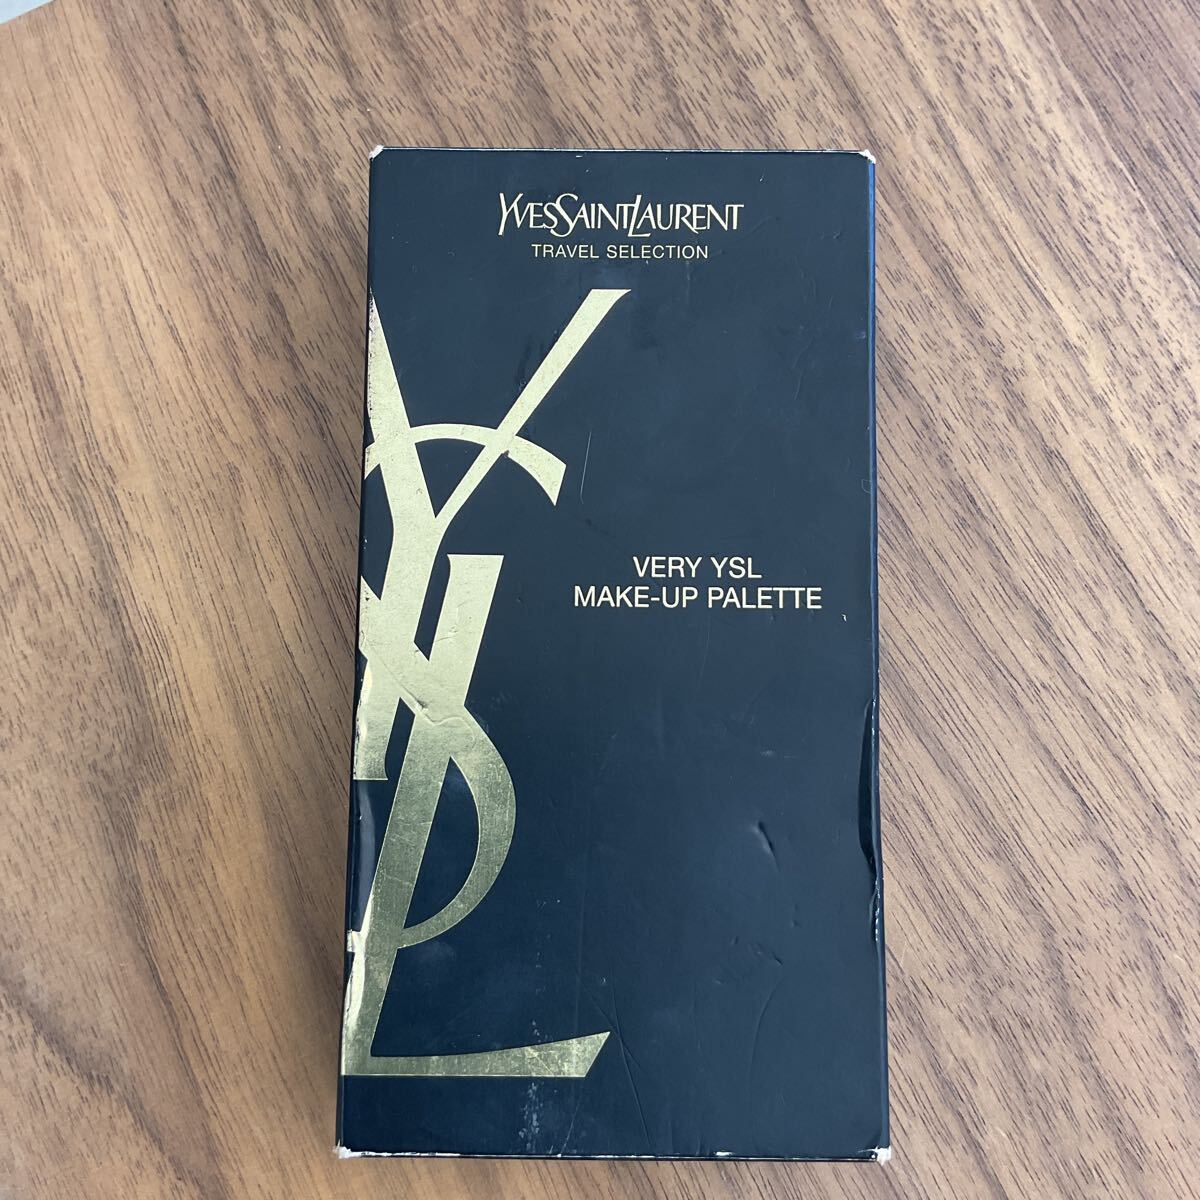 YVESSAINTLAURENT
TRAVEL SELECTION
YSL
VERY YSL
MAKE-UP PALETTE